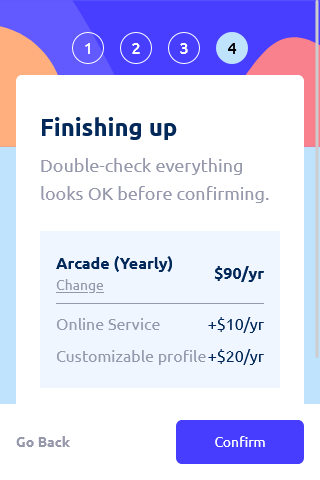 1 2 3 4
Finishing up
Double-check everything
looks OK before confirming.
Arcade (Yearly)
$90/yr
Change
Online Service +$10/yr
Customizable profile +$20/yr
Go Back
Confirm